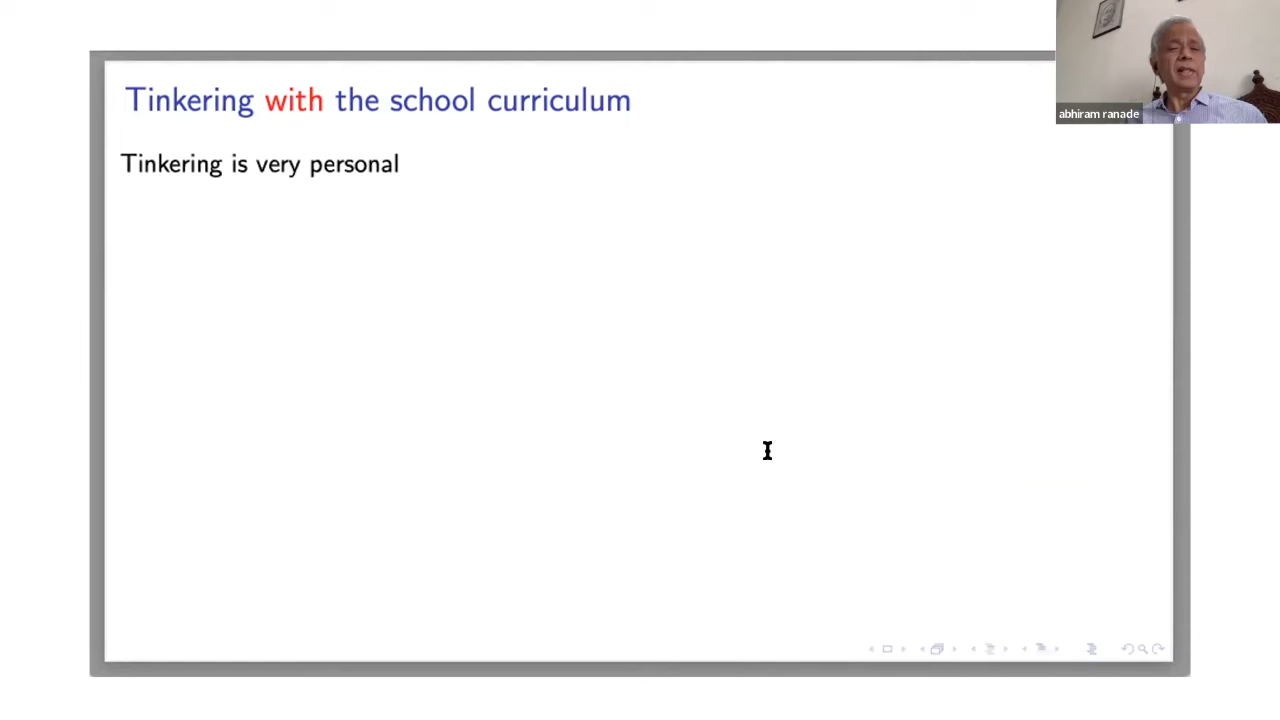 Tinkering with the school curriculum
abhiram ranade
Tinkering is very personal